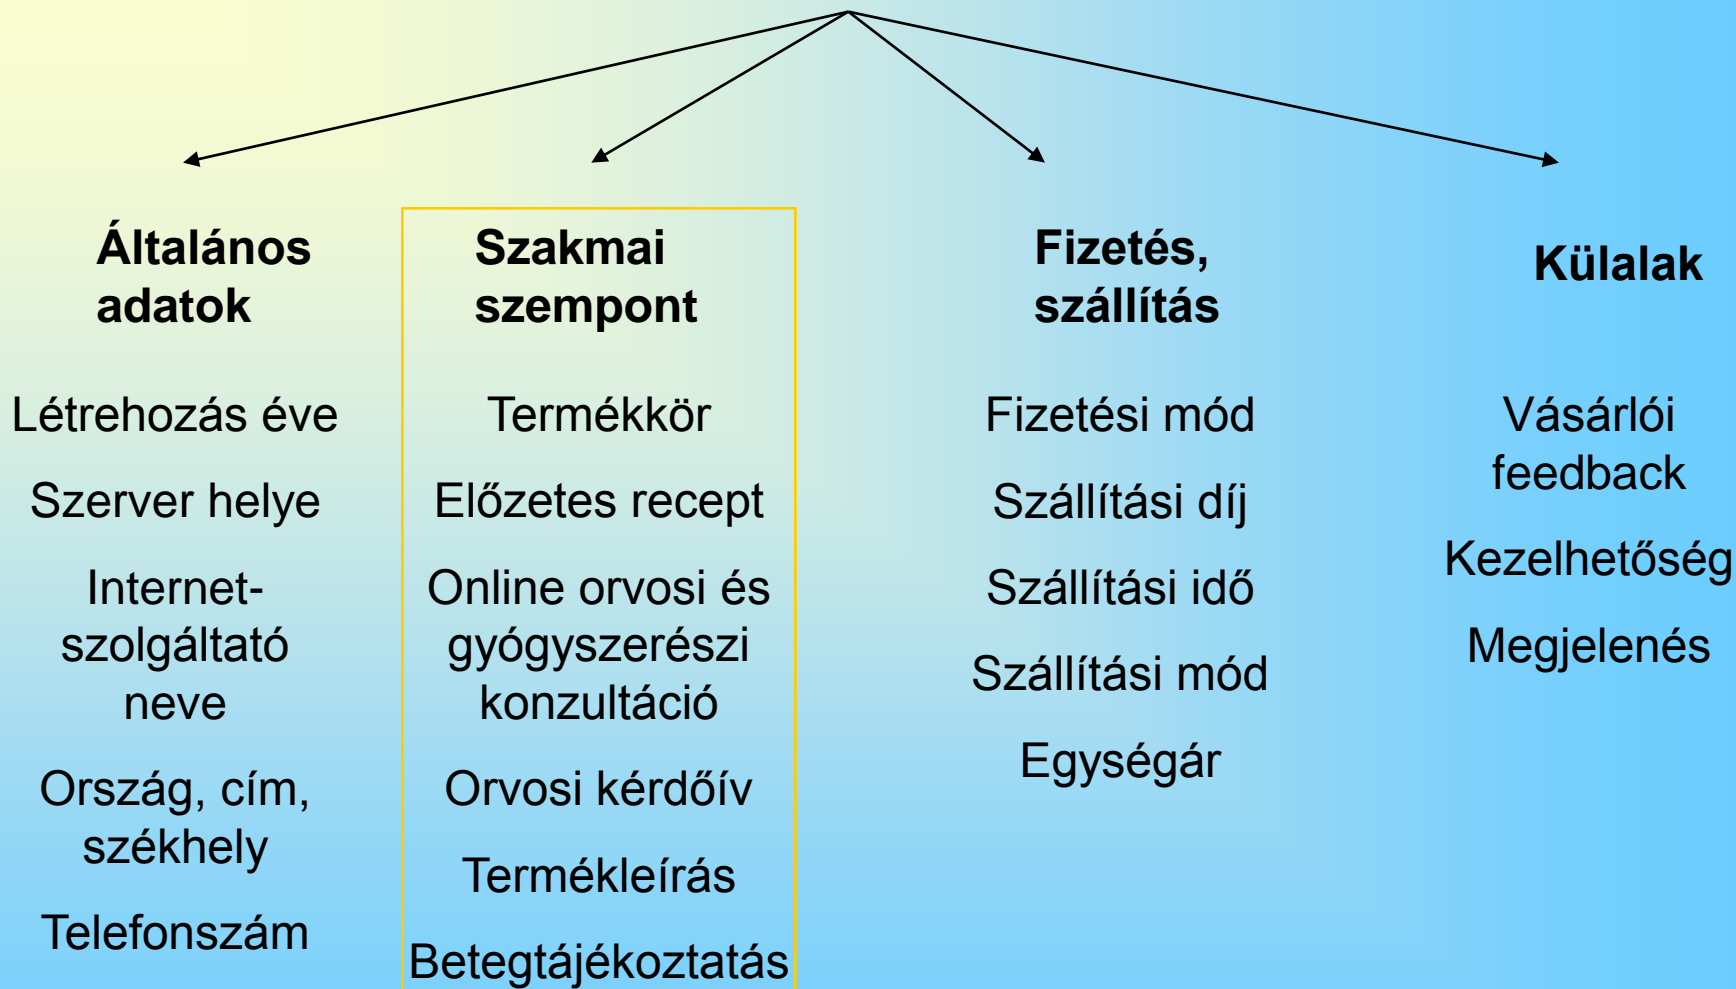 Általános
adatok
Létrehozás éve
Szerver helye
Internet-
szolgáltató
neve
Ország, cím,
székhely
Telefonszám
Szakmai
szempont
Termékkör
Előzetes recept
Online orvosi és
gyógyszerészi
konzultáció
Orvosi kérdőív
Termékleírás
Betegtájékoztatás
Fizetés,
szállítás
Fizetési mód
Szállítási díj
Szállítási idő
Szállítási mód
Egységár
Külalak
Vásárlói
feedback
Kezelhetőség
Megjelenés